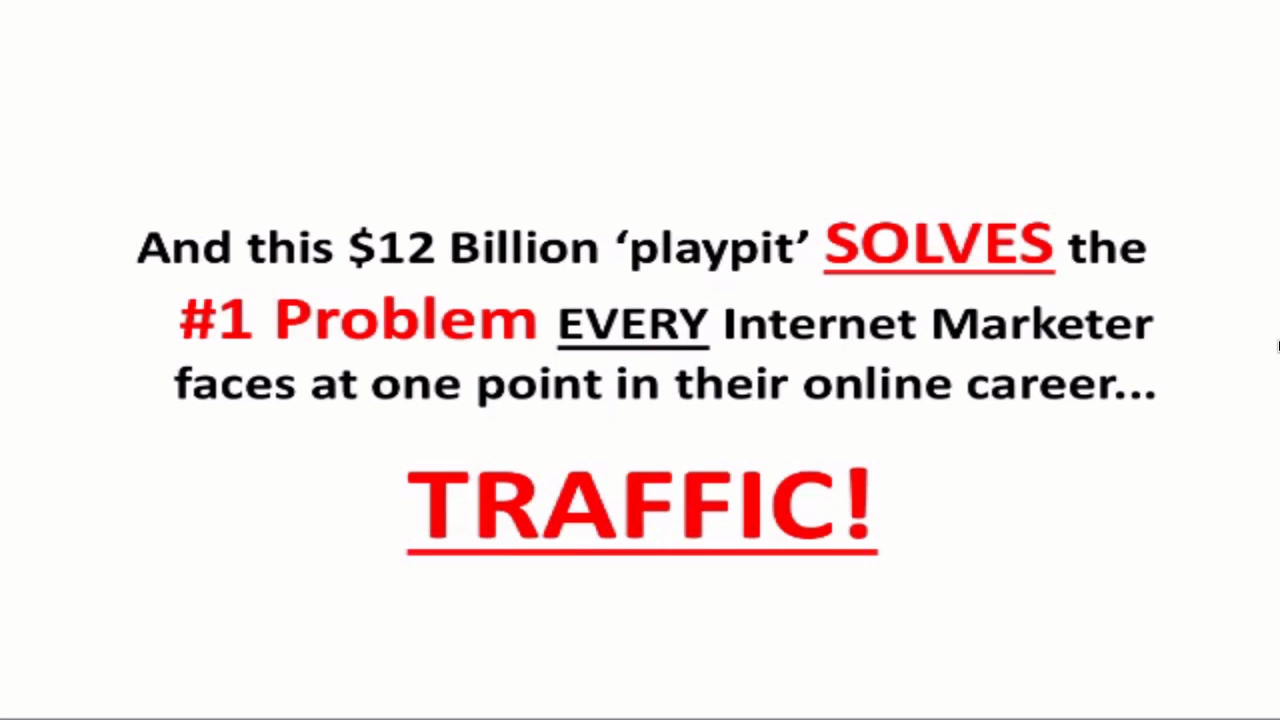 And this $12 Billion ‘playpit’ SOLVES the
#1 Problem EVERY Internet Marketer
faces at one point in their online career...
TRAFFIC!